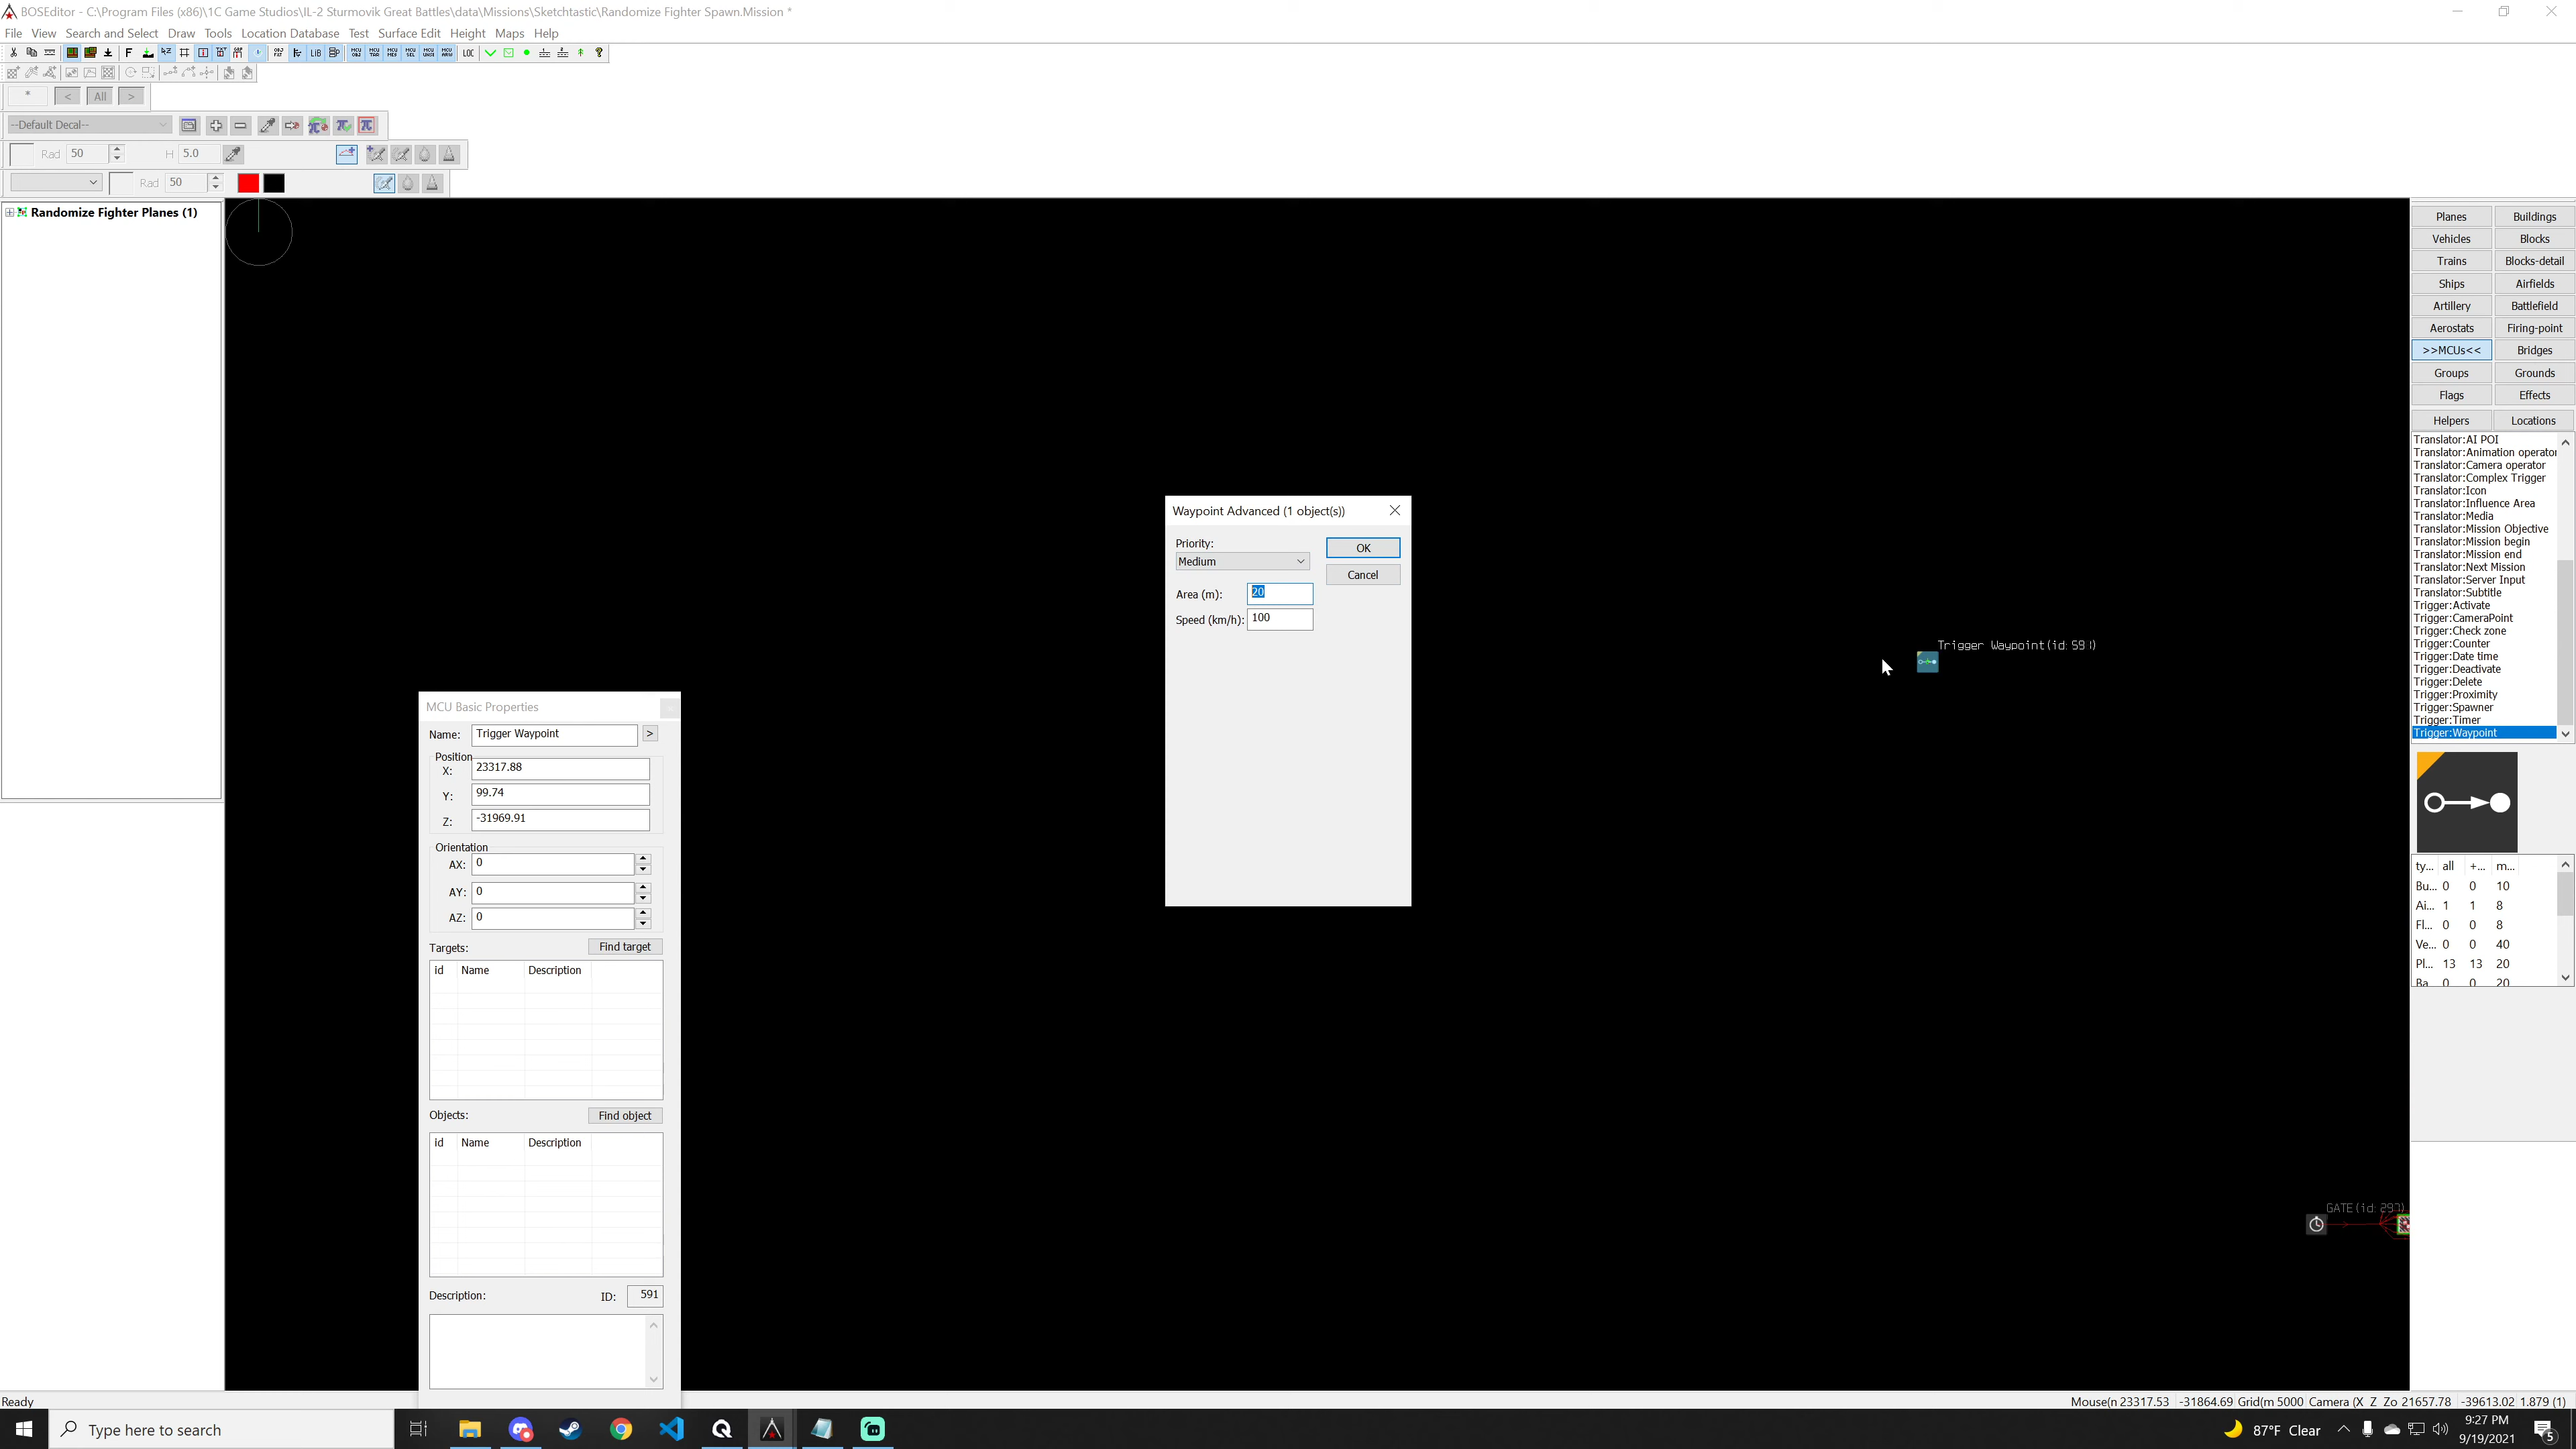 BOSEditor - C:\Program Files (x86)\1C Game Studios\IL-2 Sturmovik Great Battles\data\Missions\Sketchtastic\Randomize Fighter Spawn.Mission *
File View Search and Select Draw Tools Location Database Test Surface Edit Height Maps Help
* < All >
--Default Decal--
Rad 50 H 5.0
Rad 50
Randomize Fighter Planes (1)
Planes Buildings
Vehicles Blocks
Trains Blocks-detail
Ships Airfields
Artillery Battlefield
Aerostats Firing-point
>>MCUs<< Bridges
Groups Grounds
Flags Effects
Helpers Locations
Translator:AI POI
Translator:Animation operator
Translator:Camera operator
Translator:Complex Trigger
Translator:Icon
Translator:Influence Area
Translator:Media
Translator:Mission Objective
Translator:Mission begin
Translator:Mission end
Translator:Next Mission
Translator:Server Input
Translator:Subtitle
Trigger:Activate
Trigger:CameraPoint
Trigger:Check zone
Trigger:Counter
Trigger:Date time
Trigger:Deactivate
Trigger:Delete
Trigger:Proximity
Trigger:Spawner
Trigger:Timer
Trigger:Waypoint
ty... all +... m...
Bu... 0 0 10
Ai... 1 1 8
Fl... 0 0 8
Ve... 0 0 40
Pl... 13 13 20
Ba... 0 0 20
Waypoint Advanced (1 object(s))
Priority:
Medium
OK
Cancel
Area (m): 20
Speed (km/h): 100
Trigger Waypoint(id: 591)
GATE(id: 297)
MCU Basic Properties
Name: Trigger Waypoint >
Position
X: 23317.88
Y: 99.74
Z: -31969.91
Orientation
AX: 0
AY: 0
AZ: 0
Targets: Find target
id Name Description
Objects: Find object
id Name Description
Description: ID: 591
Ready
Mouse(n 23317.53 -31864.69 Grid(m 5000 Camera (X Z Zo 21657.78 -39613.02 1.879 (1)
Type here to search
87°F Clear
9:27 PM
9/19/2021
5